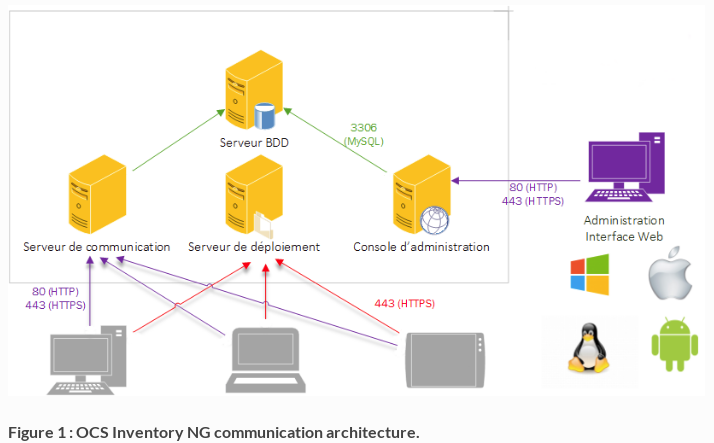 Serveur BDD
3306
(MySQL)
80 (HTTP)
443 (HTTPS)
Administration
Interface Web
Serveur de communication
Serveur de déploiement
Console d'administration
80 (HTTP)
443 (HTTPS)
443 (HTTPS)
Figure 1 : OCS Inventory NG communication architecture.